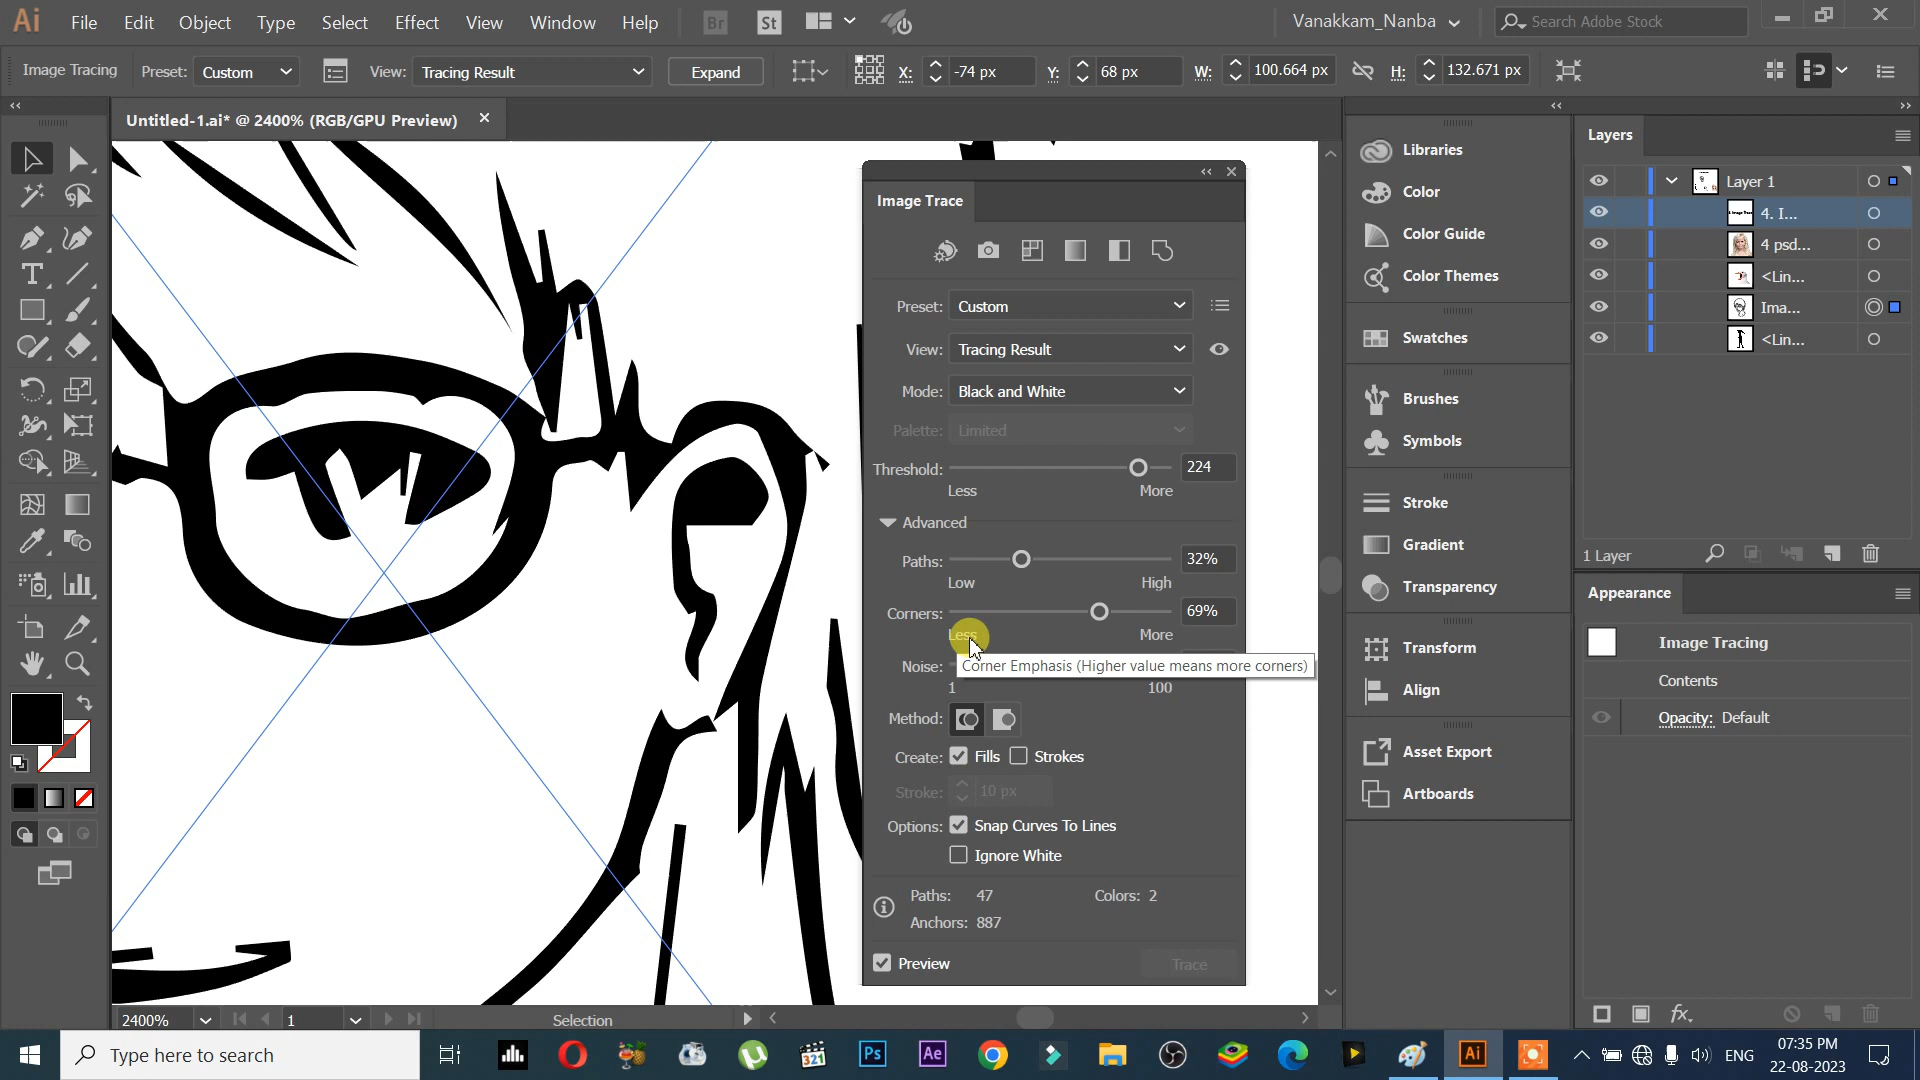 Ai File Edit Object Type Select Effect View Window Help Br St Vanakkam_Nanba Search Adobe Stock
Image Tracing Preset: Custom View: Tracing Result Expand X: -74 px Y: 68 px W: 100.664 px H: 132.671 px
Untitled-1.ai* @ 2400% (RGB/GPU Preview)
Image Trace
Preset: Custom
View: Tracing Result
Mode: Black and White
Palette: Limited
Threshold: 224
Less More
Advanced
Paths: 32%
Low High
Corners: 69%
Less More
Noise:
Corner Emphasis (Higher value means more corners)
1 100
Method:
Create: Fills Strokes
Stroke: 10 px
Options: Snap Curves To Lines
Ignore White
Paths: 47 Colors: 2
Anchors: 887
Preview Trace
Libraries
Color
Color Guide
Color Themes
Swatches
Brushes
Symbols
Stroke
Gradient
Transparency
Transform
Align
Asset Export
Artboards
Layers
Layer 1
4. I...
4 psd...
<Lin...
Ima...
<Lin...
1 Layer
Appearance
Image Tracing
Contents
Opacity: Default
fx
2400% 1 Selection
Type here to search
321
Ps
Ae
Ai
ENG
07:35 PM
22-08-2023